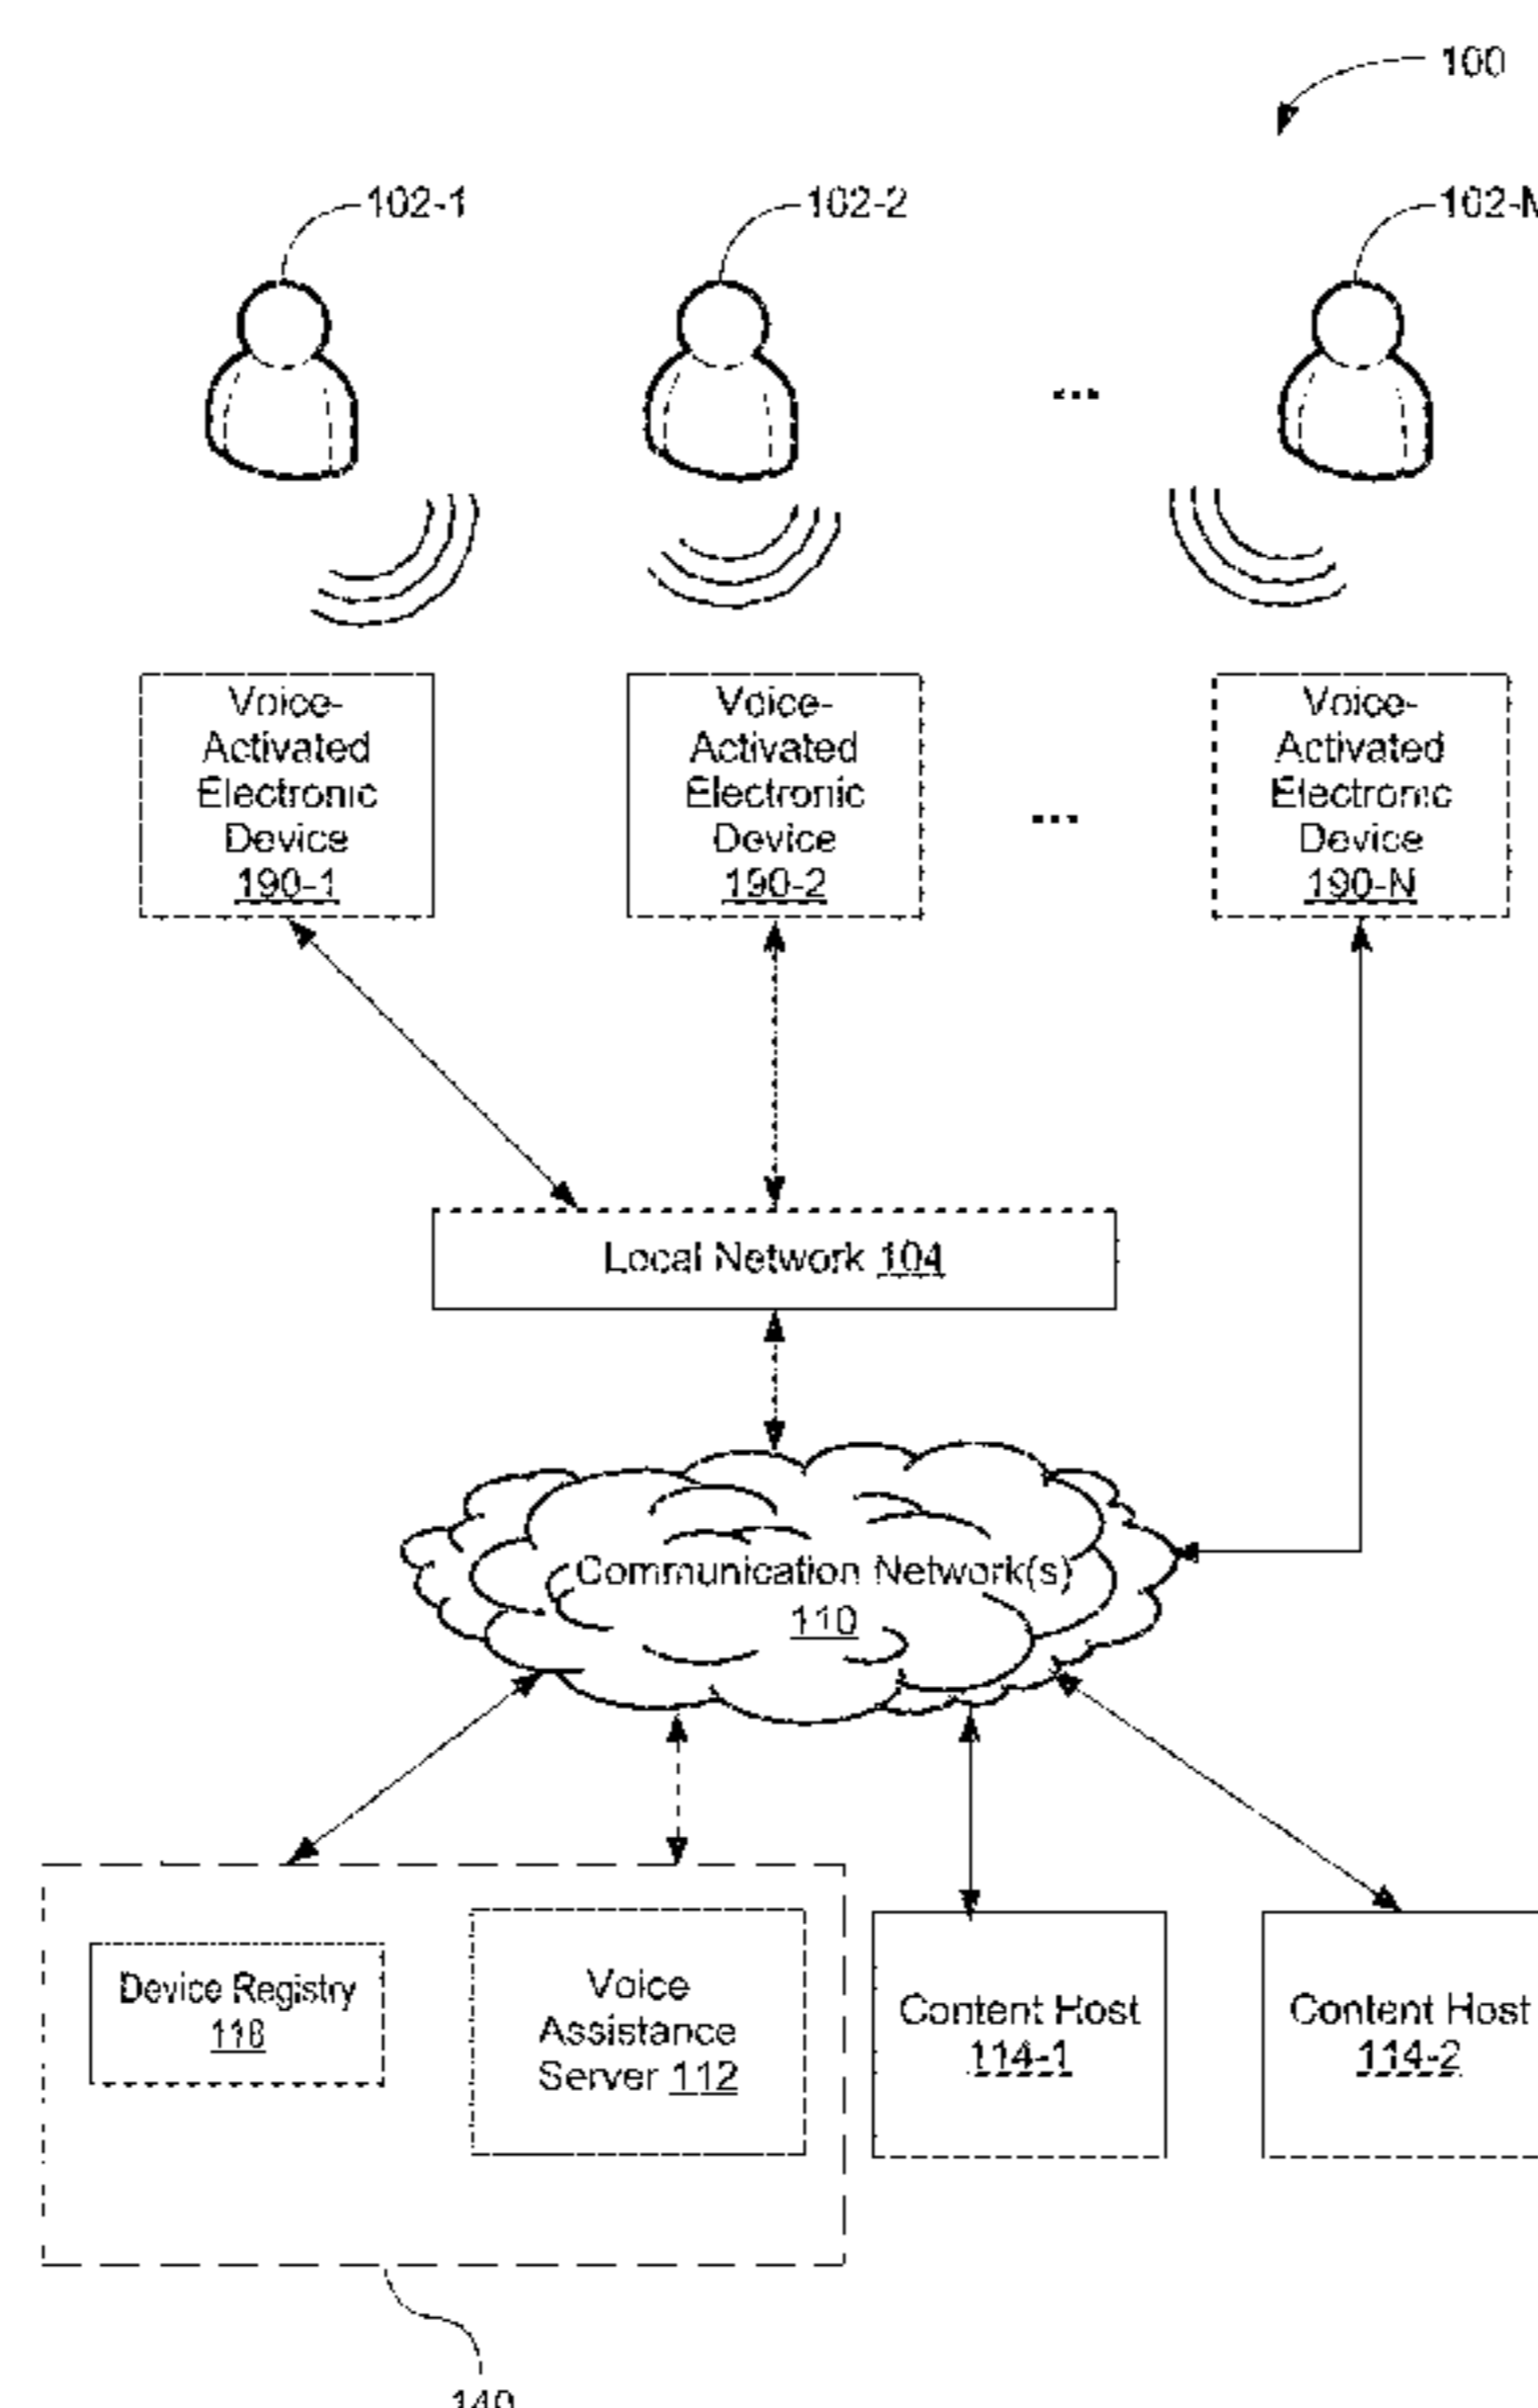 100
102-1
102-2
102-M
...
Voice-
Activated
Electronic
Device
190-1
Voice-
Activated
Electronic
Device
190-2
...
Voice-
Activated
Electronic
Device
190-N
Local Network 104
Communication Network(s)
110
Device Registry
118
Voice
Assistance
Server 112
Content Host
114-1
Content Host
114-2
140